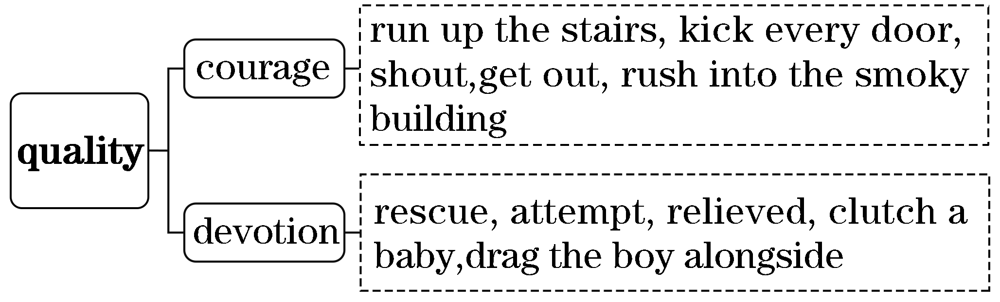 quality
courage
run up the stairs, kick every door,
shout,get out, rush into the smoky
building
devotion
rescue, attempt, relieved, clutch a
baby,drag the boy alongside